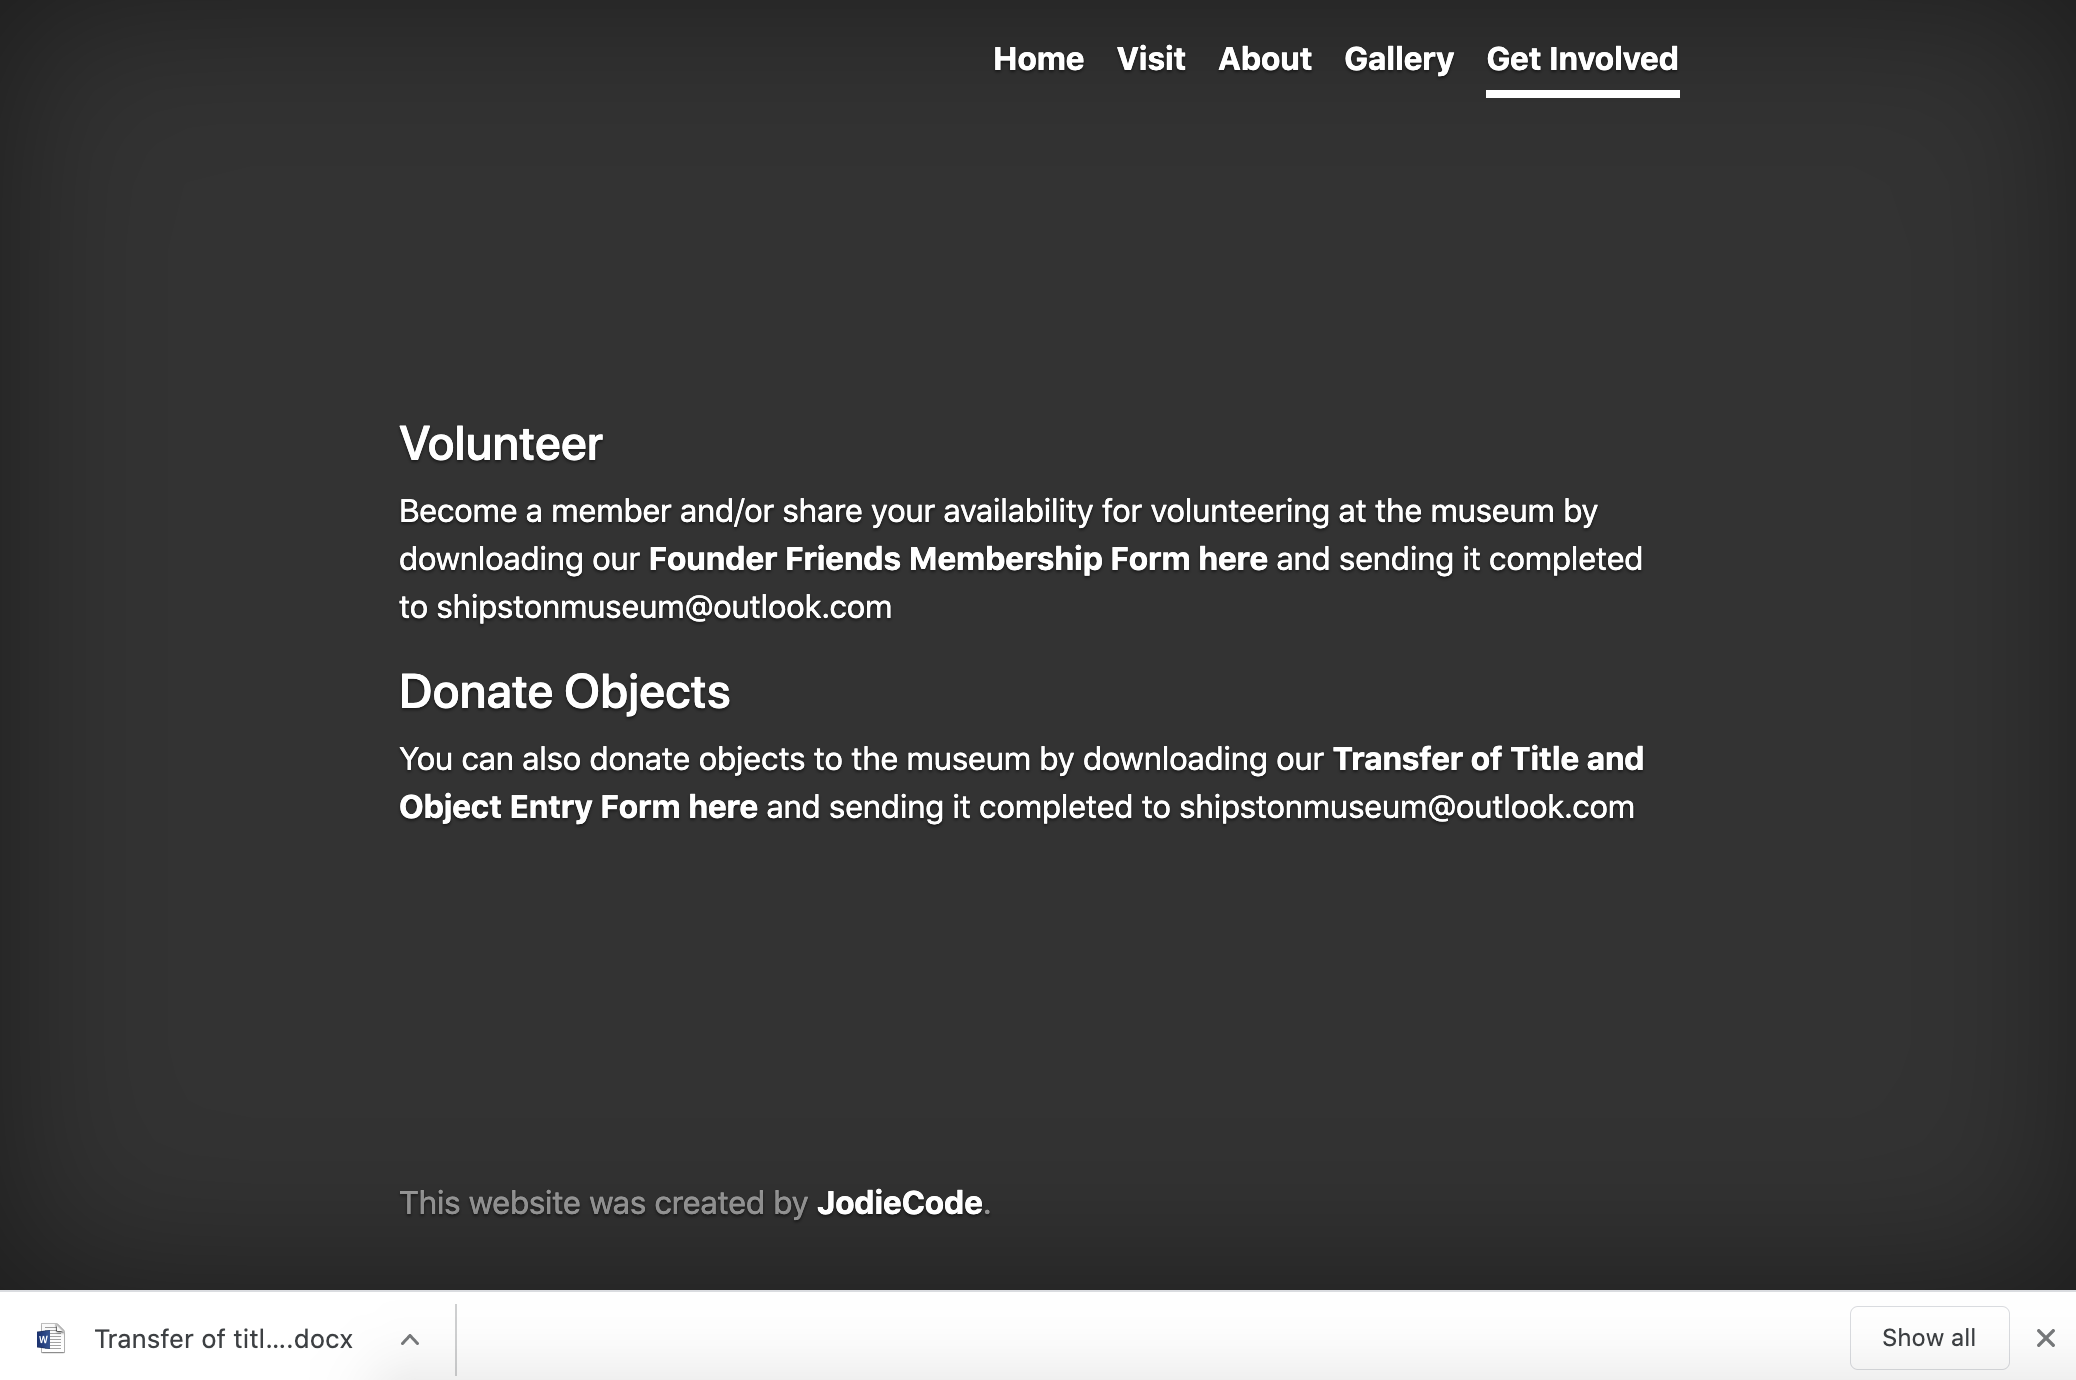 Home Visit About Gallery Get Involved
Volunteer
Become a member and/or share your availability for volunteering at the museum by
downloading our Founder Friends Membership Form here and sending it completed
to shipstonmuseum@outlook.com
Donate Objects
You can also donate objects to the museum by downloading our Transfer of Title and
Object Entry Form here and sending it completed to shipstonmuseum@outlook.com
This website was created by JodieCode.
W Transfer of titl....docx Show all